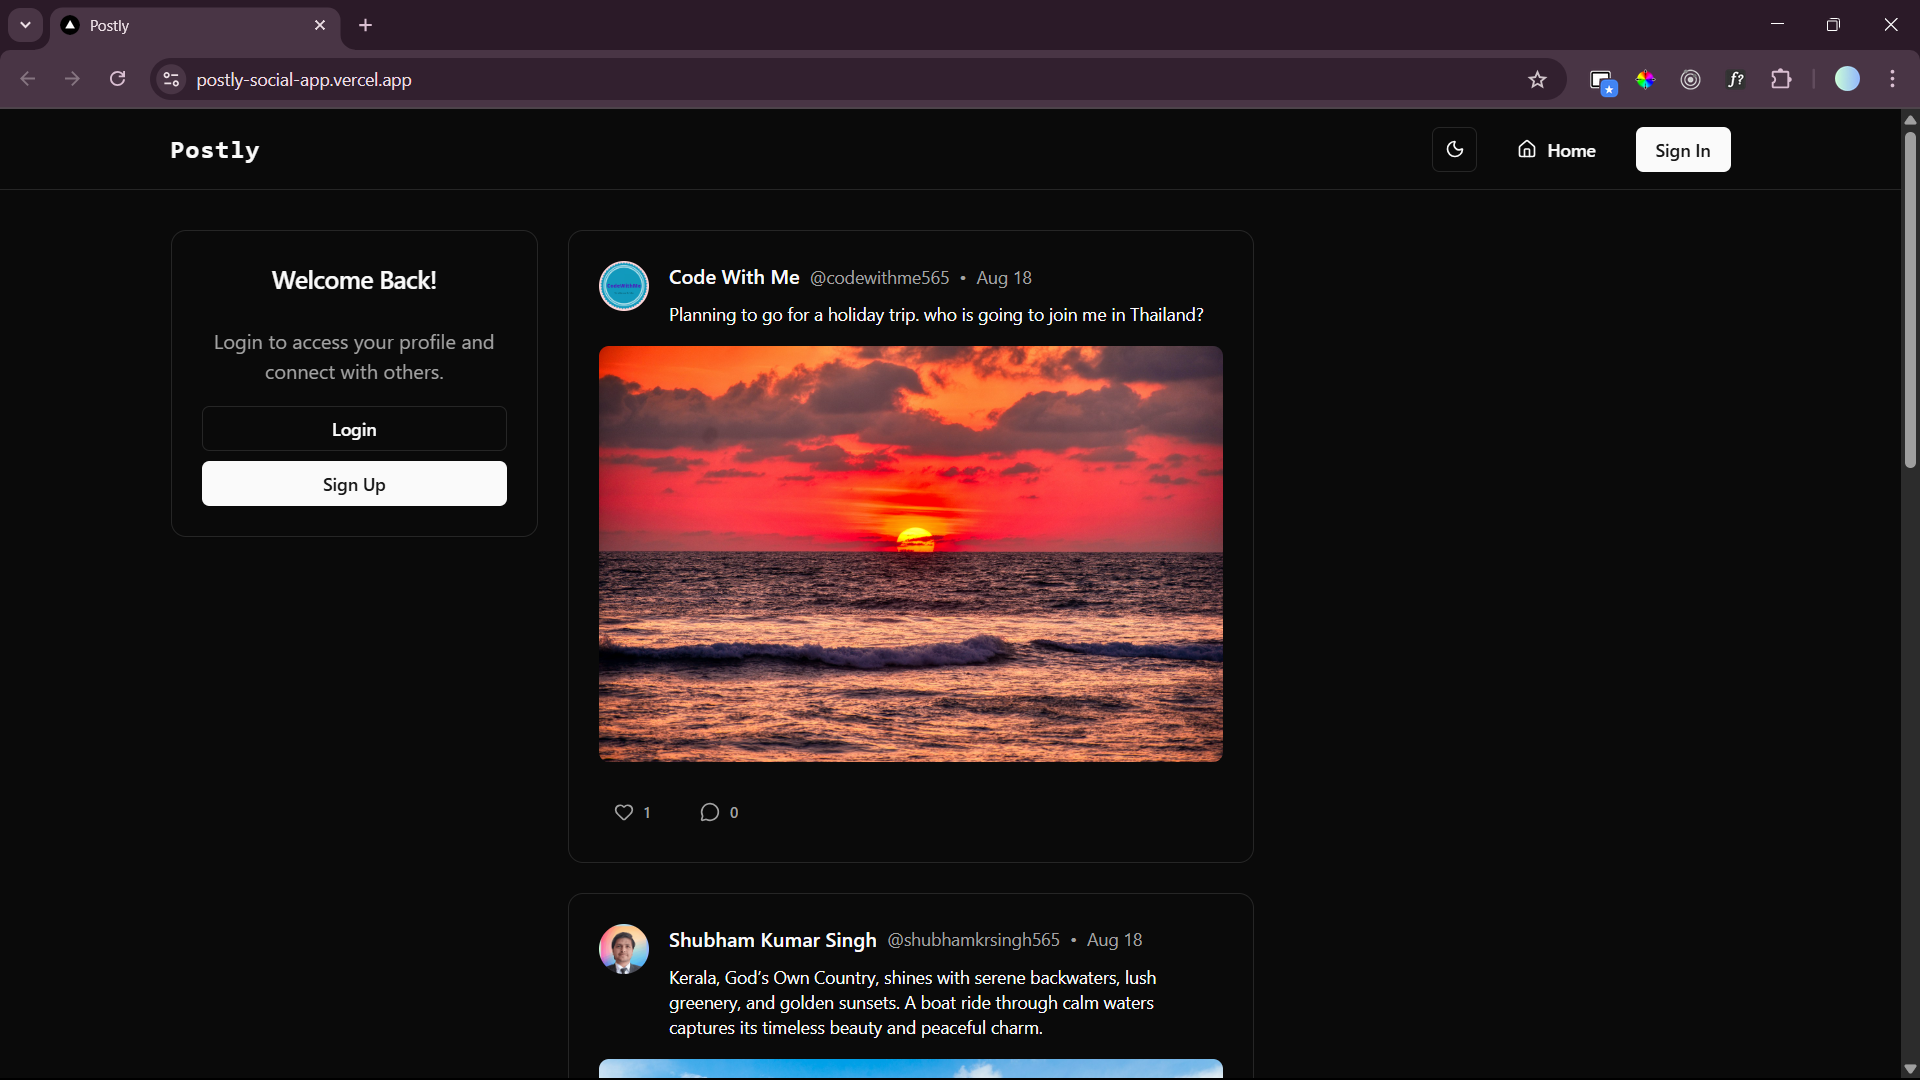 Postly
postly-social-app.vercel.app
f?
Postly
Home
Sign In
Welcome Back!
Login to access your profile and
connect with others.
Login
Sign Up
Code With Me @codewithme565 • Aug 18
Planning to go for a holiday trip. who is going to join me in Thailand?
1
0
Shubham Kumar Singh @shubhamkrsingh565 • Aug 18
Kerala, God's Own Country, shines with serene backwaters, lush
greenery, and golden sunsets. A boat ride through calm waters
captures its timeless beauty and peaceful charm.